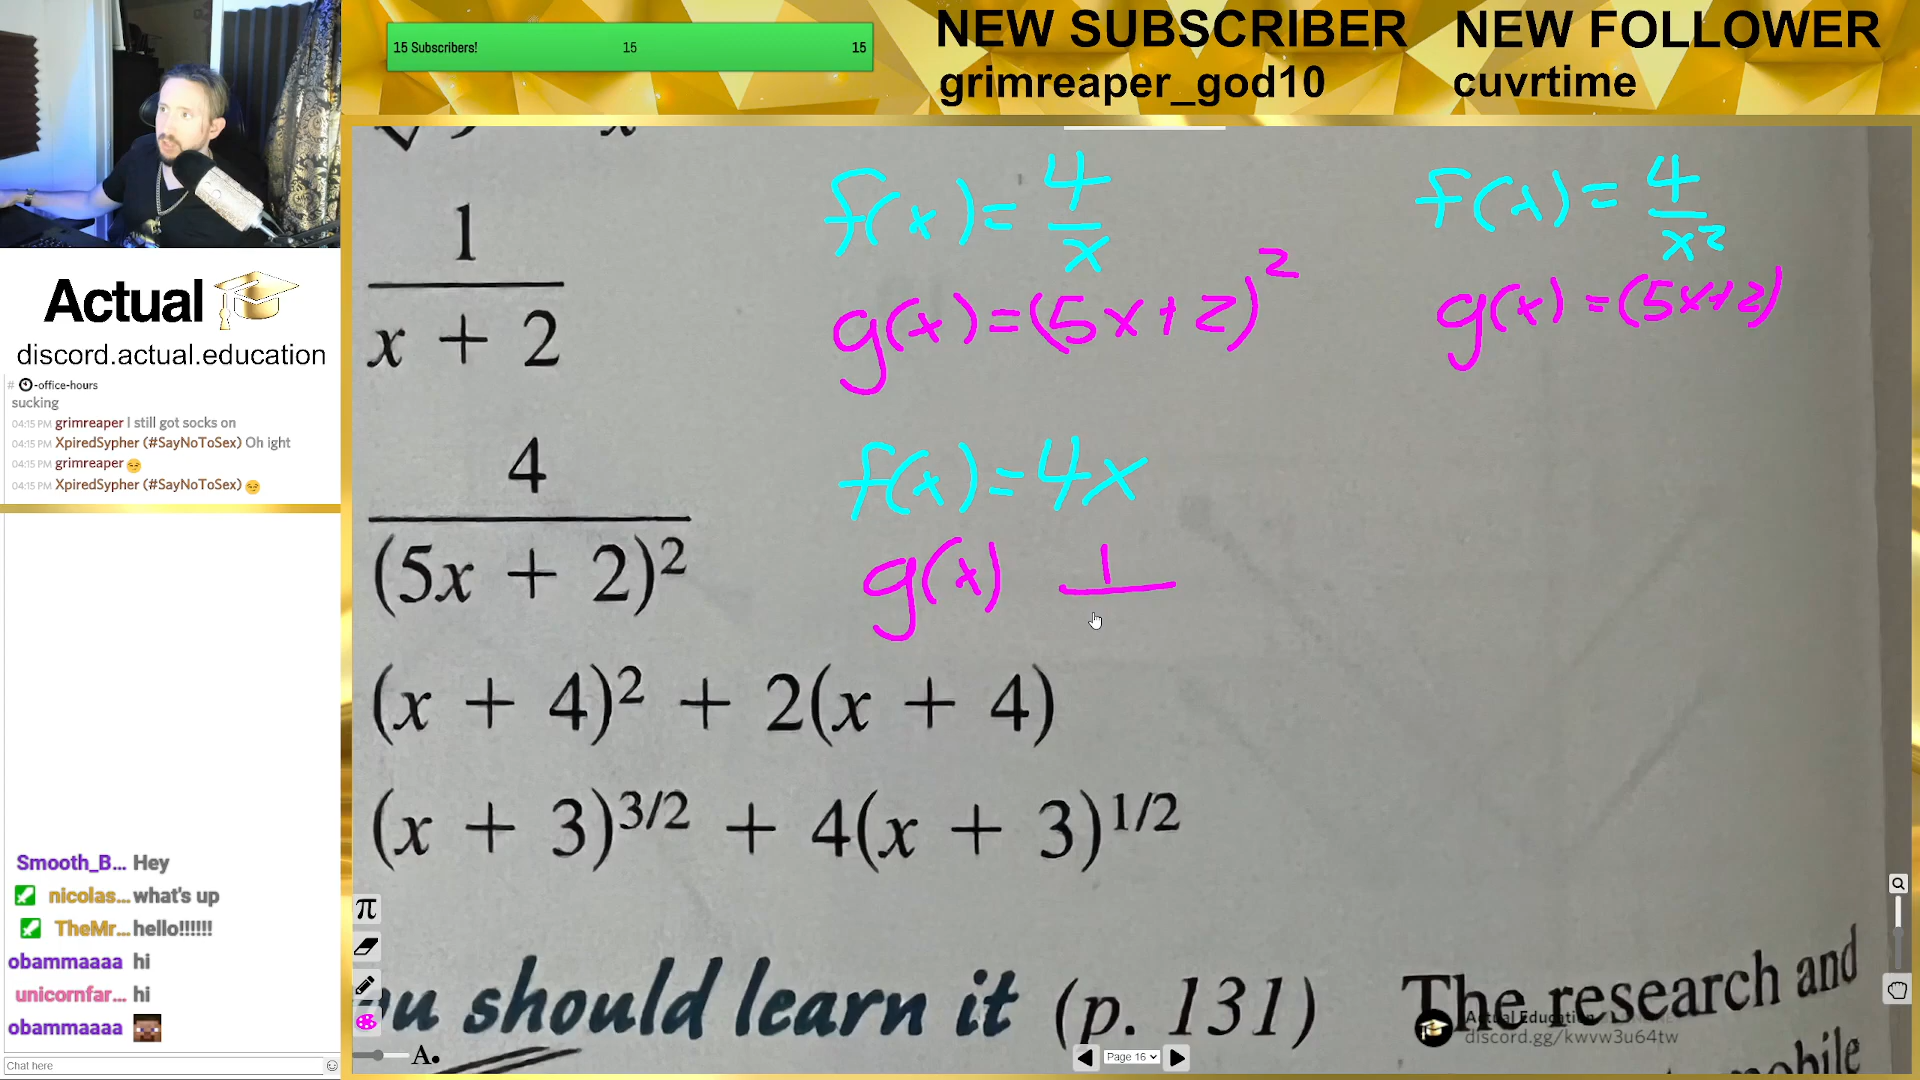 15 Subscribers! 15 15
NEW SUBSCRIBER
grimreaper_god10
NEW FOLLOWER
cuvrtime
Actual
discord.actual.education
# -office-hours
sucking
04:15 PM grimreaper I still got socks on
04:15 PM XpiredSypher (#SayNoToSex) Oh ight
04:15 PM grimreaper 😏
04:15 PM XpiredSypher (#SayNoToSex) 😏
Smooth_B... Hey
nicolas... what's up
TheMr... hello!!!!!!
obammaaaa hi
unicornfar... hi
obammaaaa
Chat here
x
1
x + 2
4
(5x + 2)²
(x + 4)² + 2(x + 4)
(x + 3)^3/2 + 4(x + 3)^1/2
f(x) = 4/x
g(x) = (5x+2)²
f(x) = 4/x²
g(x) = (5x+2)
f(x) = 4x
g(x) 1
π
A.
ou should learn it (p. 131)
The research and
mobile
Actual Education
discord.gg/kwvw3u64tw
Page 16